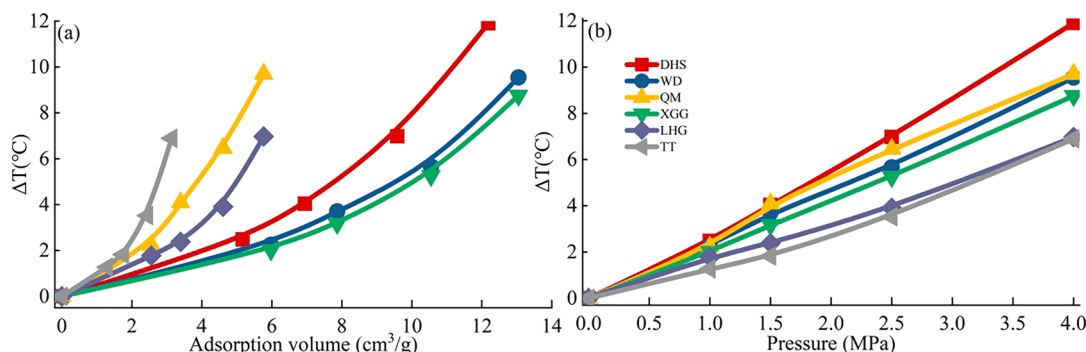 (a)
ΔT(℃)
12
10
8
6
4
2
0
0 2 4 6 8 10 12 14
Adsorption volume (cm³/g)
(b)
DHS
WD
QM
XGG
LHG
TT
ΔT(℃)
12
10
8
6
4
2
0
0.0 0.5 1.0 1.5 2.0 2.5 3.0 3.5 4.0
Pressure (MPa)